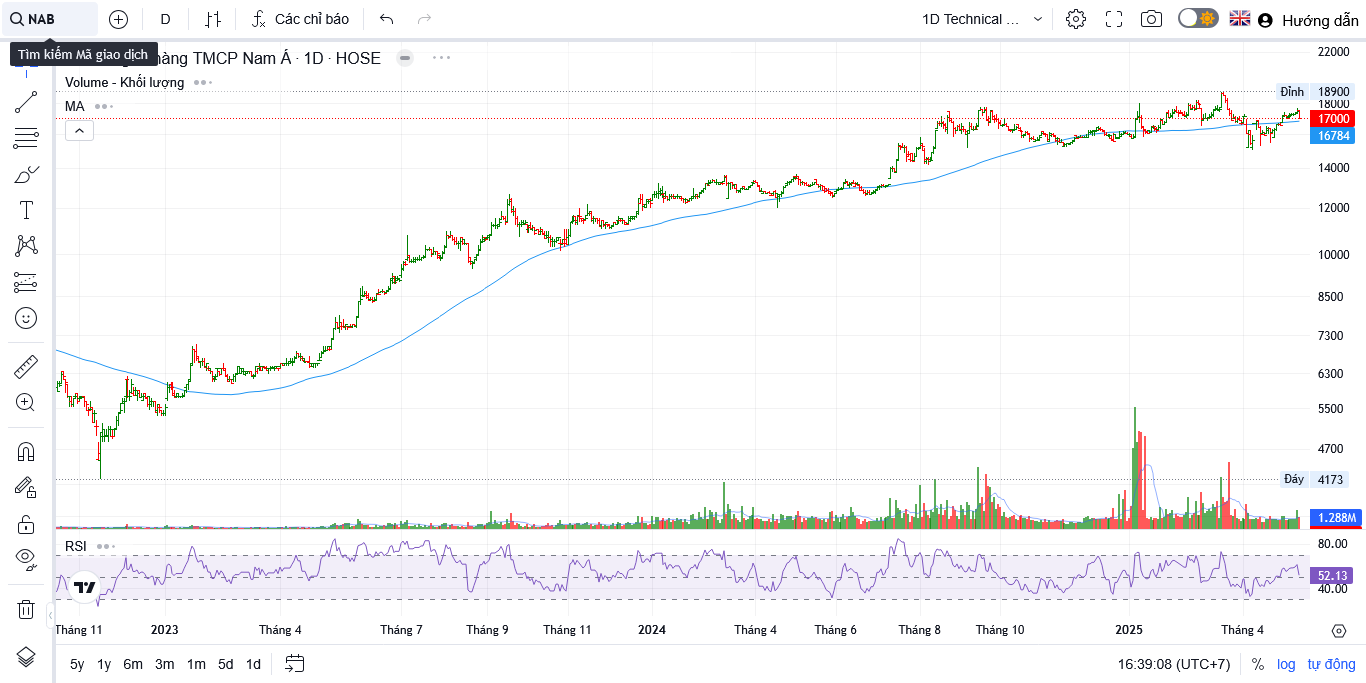 NAB
D
Các chỉ báo
1D Technical ...
Hướng dẫn
Tìm kiếm Mã giao dịch
hàng TMCP Nam Á · 1D · HOSE
Volume - Khối lượng
MA
22000
Đỉnh 18900
18000
17000
16784
14000
12000
10000
8500
7300
6300
5500
4700
Đáy 4173
1.288M
RSI
80.00
52.13
40.00
Tháng 11 2023 Tháng 4 Tháng 7 Tháng 9 Tháng 11 2024 Tháng 4 Tháng 6 Tháng 8 Tháng 10 2025 Tháng 4
5y 1y 6m 3m 1m 5d 1d
16:39:08 (UTC+7) % log tự động